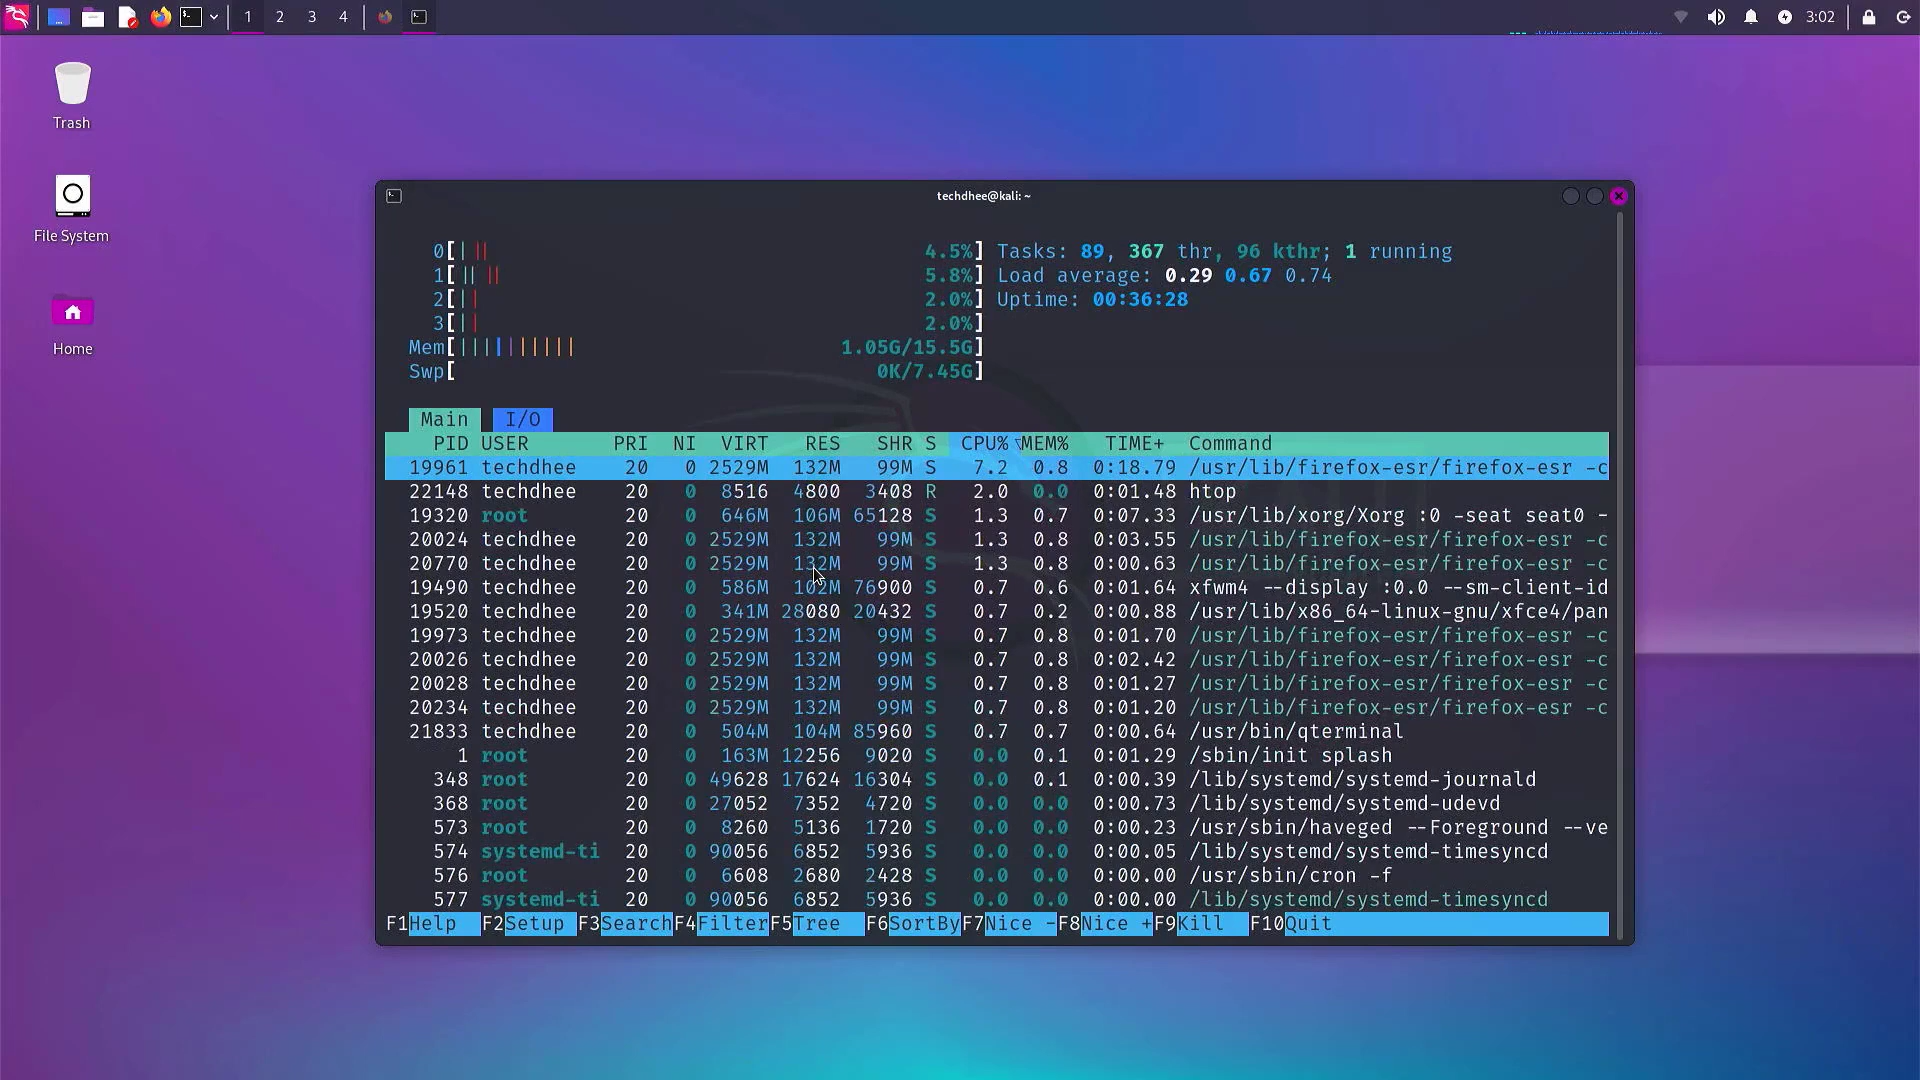 1 2 3 4 3:02
Trash
File System
Home
techdhee@kali: ~
0[||| 4.5%] Tasks: 89, 367 thr, 96 kthr; 1 running
1[|||| 5.8%] Load average: 0.29 0.67 0.74
2[|| 2.0%] Uptime: 00:36:28
3[|| 2.0%]
Mem[|||||||||| 1.05G/15.5G]
Swp[ 0K/7.45G]
Main I/O
PID USER PRI NI VIRT RES SHR S CPU%▽MEM% TIME+ Command
19961 techdhee 20 0 2529M 132M 99M S 7.2 0.8 0:18.79 /usr/lib/firefox-esr/firefox-esr -c
22148 techdhee 20 0 8516 4800 3408 R 2.0 0.0 0:01.48 htop
19320 root 20 0 646M 106M 65128 S 1.3 0.7 0:07.33 /usr/lib/xorg/Xorg :0 -seat seat0 -
20024 techdhee 20 0 2529M 132M 99M S 1.3 0.8 0:03.55 /usr/lib/firefox-esr/firefox-esr -c
20770 techdhee 20 0 2529M 132M 99M S 1.3 0.8 0:00.63 /usr/lib/firefox-esr/firefox-esr -c
19490 techdhee 20 0 586M 102M 76900 S 0.7 0.6 0:01.64 xfwm4 --display :0.0 --sm-client-id
19520 techdhee 20 0 341M 28080 20432 S 0.7 0.2 0:00.88 /usr/lib/x86_64-linux-gnu/xfce4/pan
19973 techdhee 20 0 2529M 132M 99M S 0.7 0.8 0:01.70 /usr/lib/firefox-esr/firefox-esr -c
20026 techdhee 20 0 2529M 132M 99M S 0.7 0.8 0:02.42 /usr/lib/firefox-esr/firefox-esr -c
20028 techdhee 20 0 2529M 132M 99M S 0.7 0.8 0:01.27 /usr/lib/firefox-esr/firefox-esr -c
20234 techdhee 20 0 2529M 132M 99M S 0.7 0.8 0:01.20 /usr/lib/firefox-esr/firefox-esr -c
21833 techdhee 20 0 504M 104M 85960 S 0.7 0.7 0:00.64 /usr/bin/qterminal
1 root 20 0 163M 12256 9020 S 0.0 0.1 0:01.29 /sbin/init splash
348 root 20 0 49628 17624 16304 S 0.0 0.1 0:00.39 /lib/systemd/systemd-journald
368 root 20 0 27052 7352 4720 S 0.0 0.0 0:00.73 /lib/systemd/systemd-udevd
573 root 20 0 8260 5136 1720 S 0.0 0.0 0:00.23 /usr/sbin/haveged --Foreground --ve
574 systemd-ti 20 0 90056 6852 5936 S 0.0 0.0 0:00.05 /lib/systemd/systemd-timesyncd
576 root 20 0 6608 2680 2428 S 0.0 0.0 0:00.00 /usr/sbin/cron -f
577 systemd-ti 20 0 90056 6852 5936 S 0.0 0.0 0:00.00 /lib/systemd/systemd-timesyncd
F1Help F2Setup F3SearchF4FilterF5Tree F6SortByF7Nice -F8Nice +F9Kill F10Quit